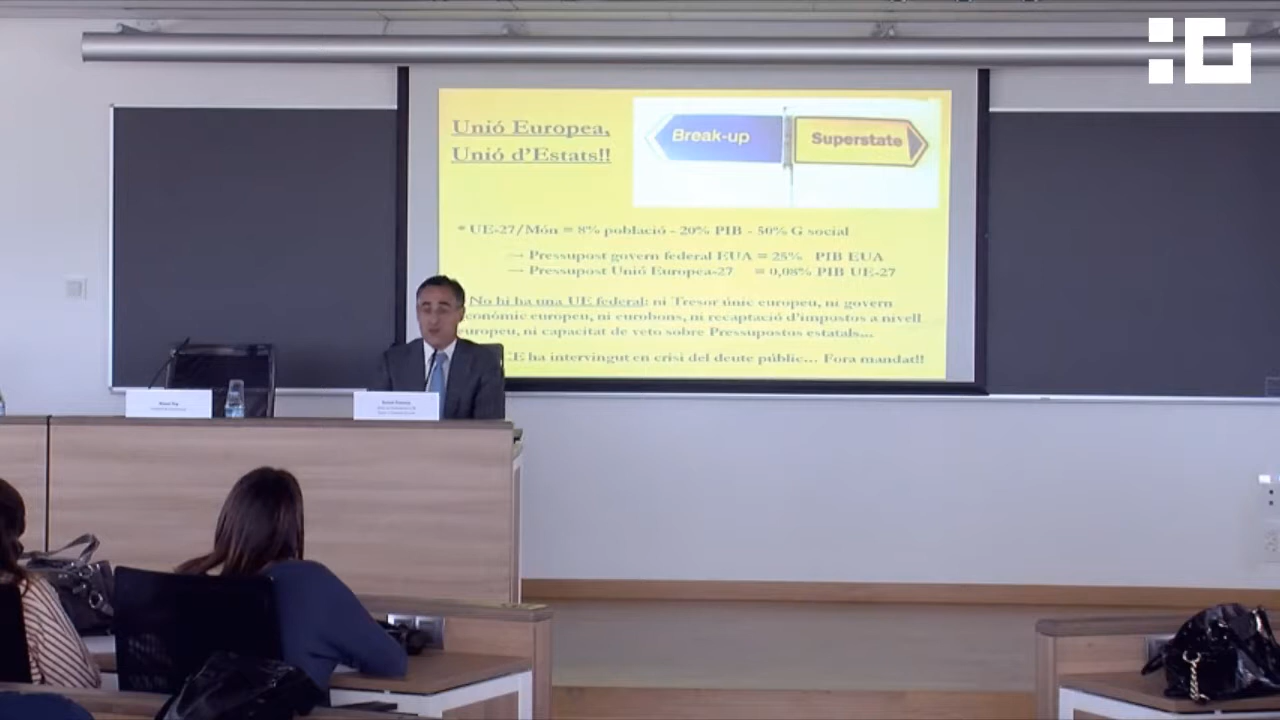 Unió Europea,
Unió d'Estats!!
Break-up
Superstate
* UE-27/Món = 8% població - 20% PIB - 50% G social
→ Pressupost govern federal EUA = 25% PIB EUA
→ Pressupost Unió Europea-27 = 0,08% PIB UE-27
No hi ha una UE federal: ni Tresor únic europeu, ni govern
econòmic europeu, ni eurobons, ni recaptació d'impostos a nivell
europeu, ni capacitat de veto sobre Pressupostos estatals...
ha intervingut en crisi del deute públic... Fora mandat!!